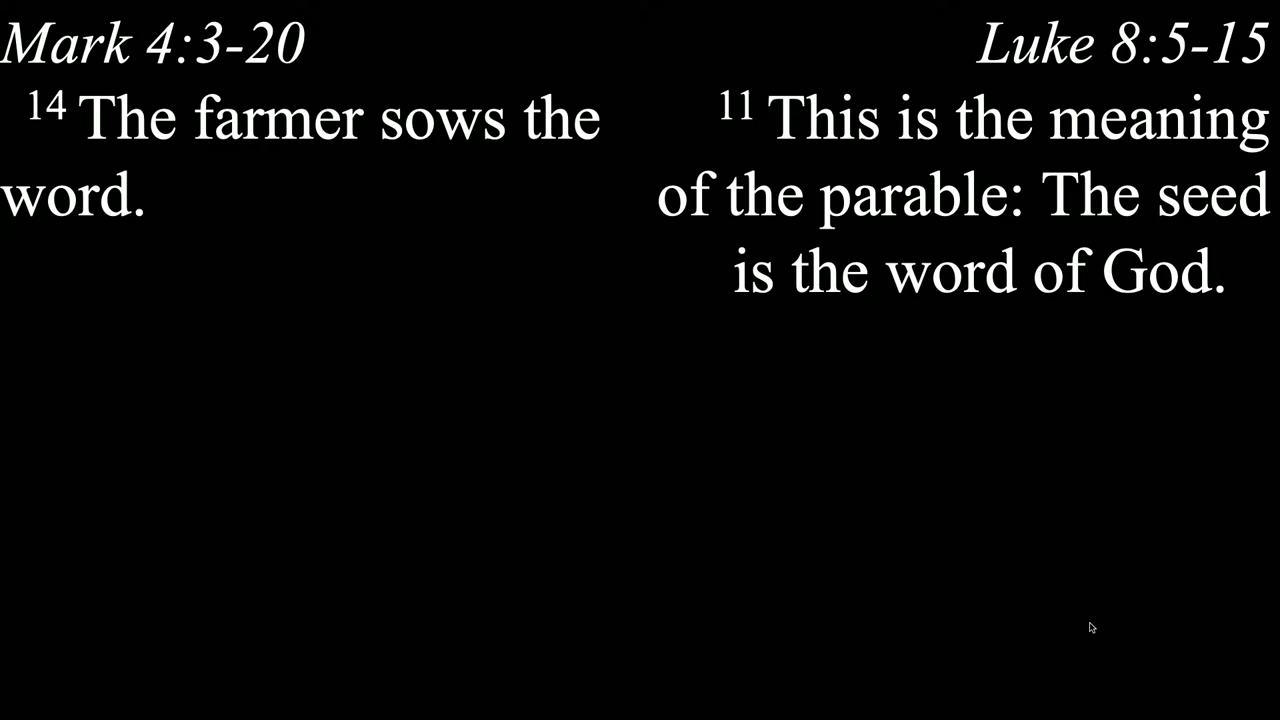 Mark 4:3-20
14 The farmer sows the
word.
Luke 8:5-15
11 This is the meaning
of the parable: The seed
is the word of God.